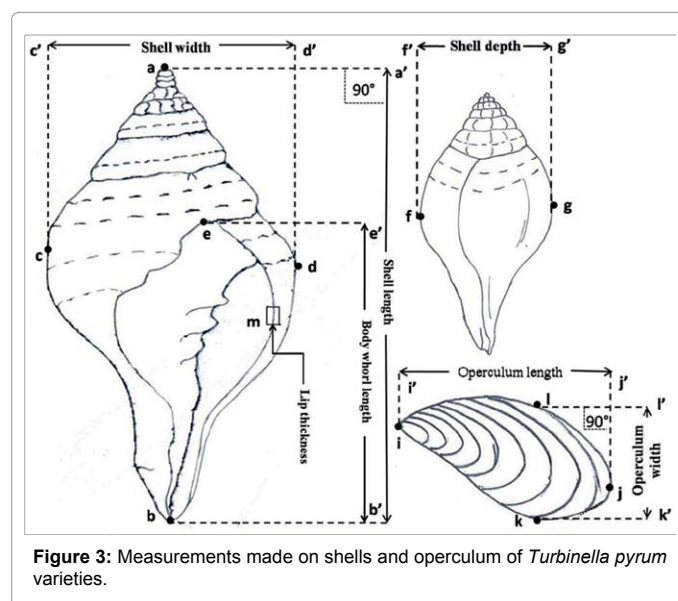 c' Shell width d'
a
90°
a'
f' Shell depth g'
f
g
c
e
e'
d
m
Lip thickness
Body whorl length
Shell length
b
b'
i' Operculum length j'
l
l'
90°
i
Operculum
width
j
k
k'
Figure 3: Measurements made on shells and operculum of Turbinella pyrum
varieties.